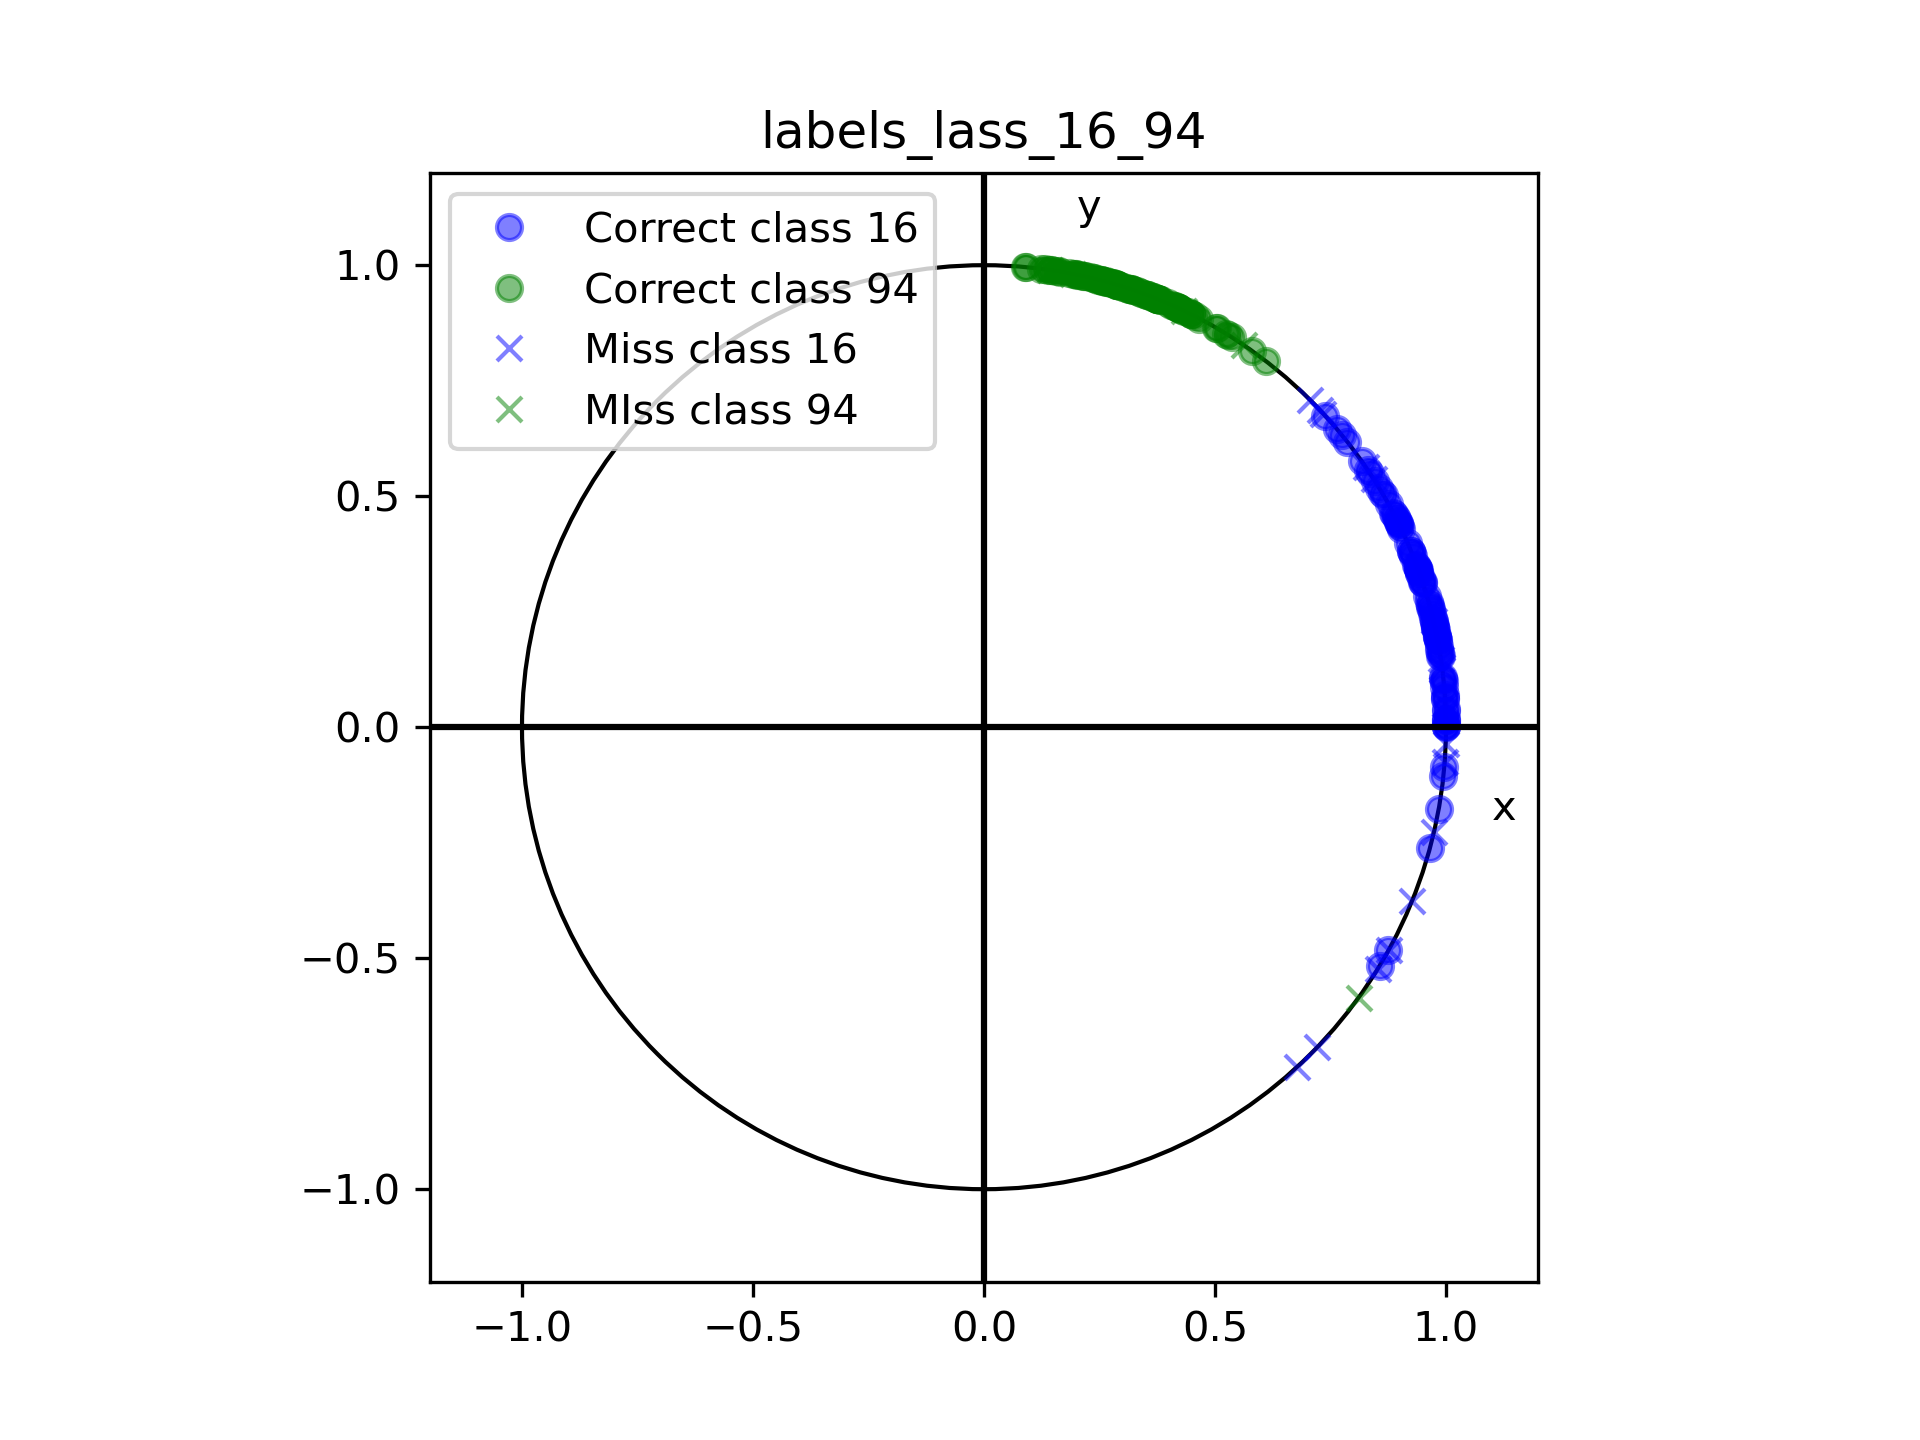 labels_lass_16_94
Correct class 16
Correct class 94
Miss class 16
MIss class 94
y
x
1.0
0.5
0.0
−0.5
−1.0
−1.0 −0.5 0.0 0.5 1.0